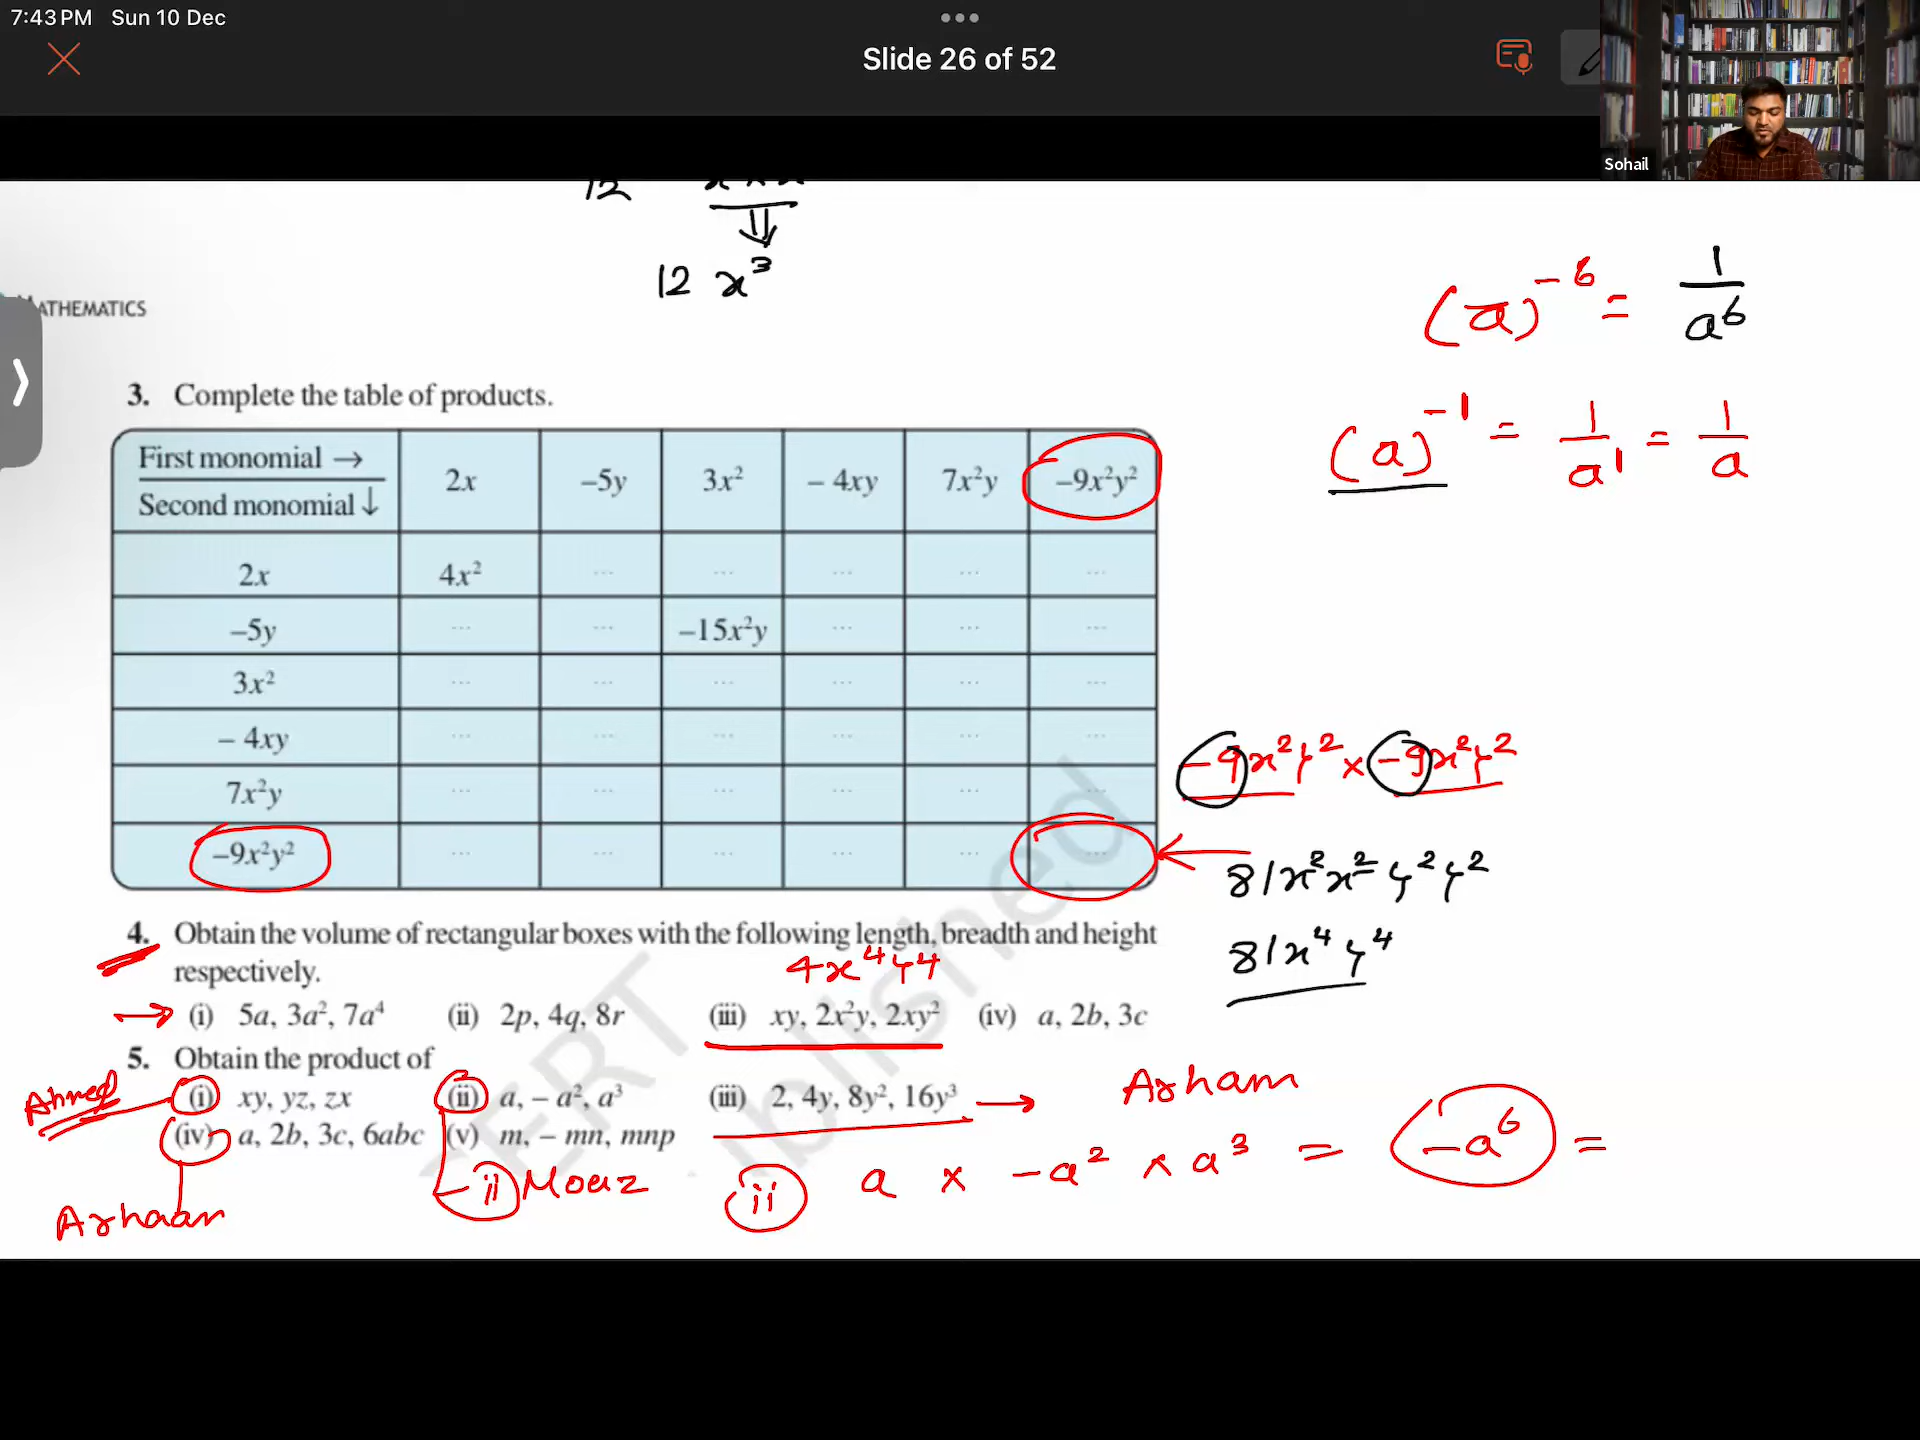 7:43 PM Sun 10 Dec
Slide 26 of 52
Sohail
12
12 x³
MATHEMATICS
(a)⁻⁶ = 1/a⁶
(a)⁻¹ = 1/a¹ = 1/a
3. Complete the table of products.
First monomial → 2x –5y 3x² – 4xy 7x²y –9x²y²
Second monomial ↓
2x 4x² ... ... ... ... ...
–5y ... ... –15x²y ... ... ...
3x² ... ... ... ... ... ...
– 4xy ... ... ... ... ... ...
7x²y ... ... ... ... ... ...
–9x²y² ... ... ... ... ... ...
-9x²y² × -9x²y²
81x²x² y²y²
81x⁴y⁴
4. Obtain the volume of rectangular boxes with the following length, breadth and height
respectively.
4x⁴y⁴
(i) 5a, 3a², 7a⁴ (ii) 2p, 4q, 8r (iii) xy, 2x²y, 2xy² (iv) a, 2b, 3c
5. Obtain the product of
Ahmed (i) xy, yz, zx (ii) a, – a², a³ (iii) 2, 4y, 8y², 16y³ → Arham
(iv) a, 2b, 3c, 6abc (v) m, – mn, mnp
Arhaan
ii Moaz
ii a × -a² × a³ = -a⁶ =